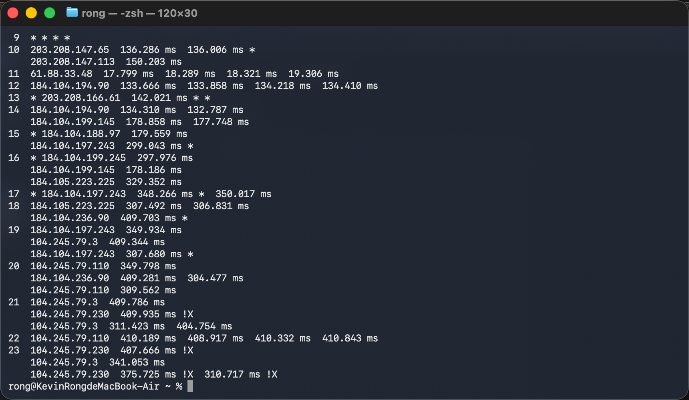 rong — -zsh — 120×30
9 * * * *
10 203.208.147.65 136.286 ms 136.006 ms *
203.208.147.113 150.203 ms
11 61.88.33.48 17.799 ms 18.289 ms 18.321 ms 19.306 ms
12 184.104.194.90 133.666 ms 133.858 ms 134.218 ms 134.410 ms
13 * 203.208.166.61 142.021 ms * *
14 184.104.194.90 134.310 ms 132.787 ms
184.104.199.145 178.858 ms 177.748 ms
15 * 184.104.188.97 179.559 ms
184.104.197.243 299.043 ms *
16 * 184.104.199.245 297.976 ms
184.104.199.145 178.186 ms
184.105.223.225 329.352 ms
17 * 184.104.197.243 348.266 ms * 350.017 ms
18 184.105.223.225 307.492 ms 306.831 ms
184.104.236.90 409.703 ms *
19 184.104.197.243 349.934 ms
104.245.79.3 409.344 ms
184.104.197.243 307.680 ms *
20 104.245.79.110 349.798 ms
184.104.236.90 409.281 ms 304.477 ms
104.245.79.110 309.562 ms
21 104.245.79.3 409.786 ms
104.245.79.230 409.935 ms !X
104.245.79.3 311.423 ms 404.754 ms
22 104.245.79.110 410.189 ms 408.917 ms 410.332 ms 410.843 ms
23 104.245.79.230 407.666 ms !X
104.245.79.3 341.053 ms
104.245.79.230 375.725 ms !X 310.717 ms !X
rong@KevinRongdeMacBook-Air ~ %